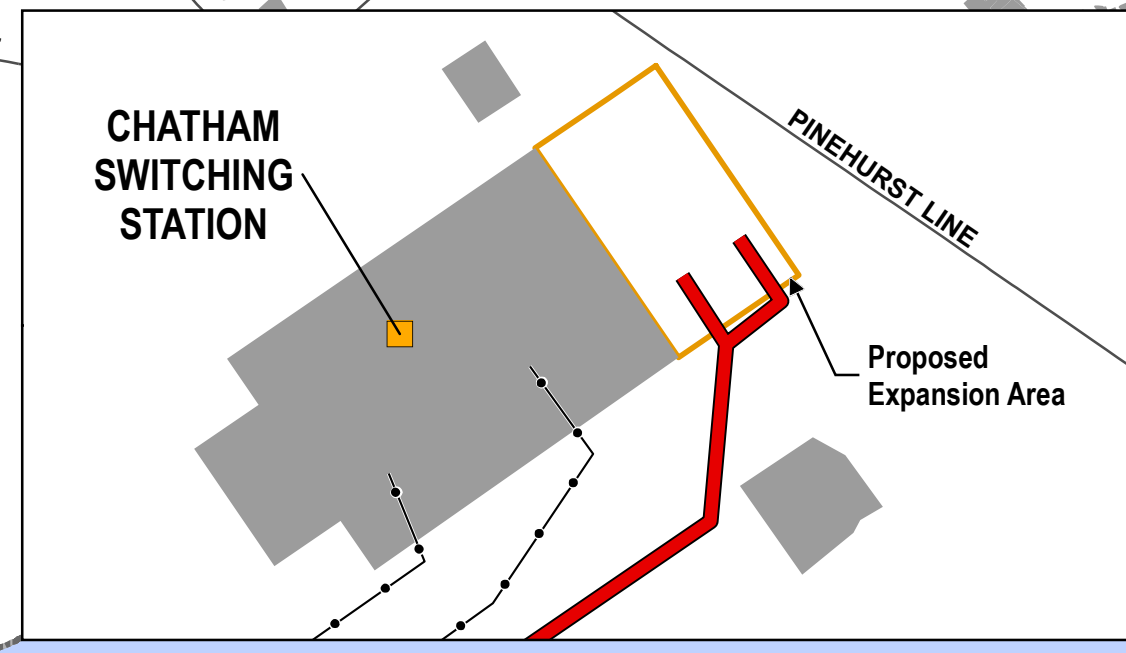 CHATHAM
SWITCHING
STATION
PINEHURST LINE
Proposed
Expansion Area